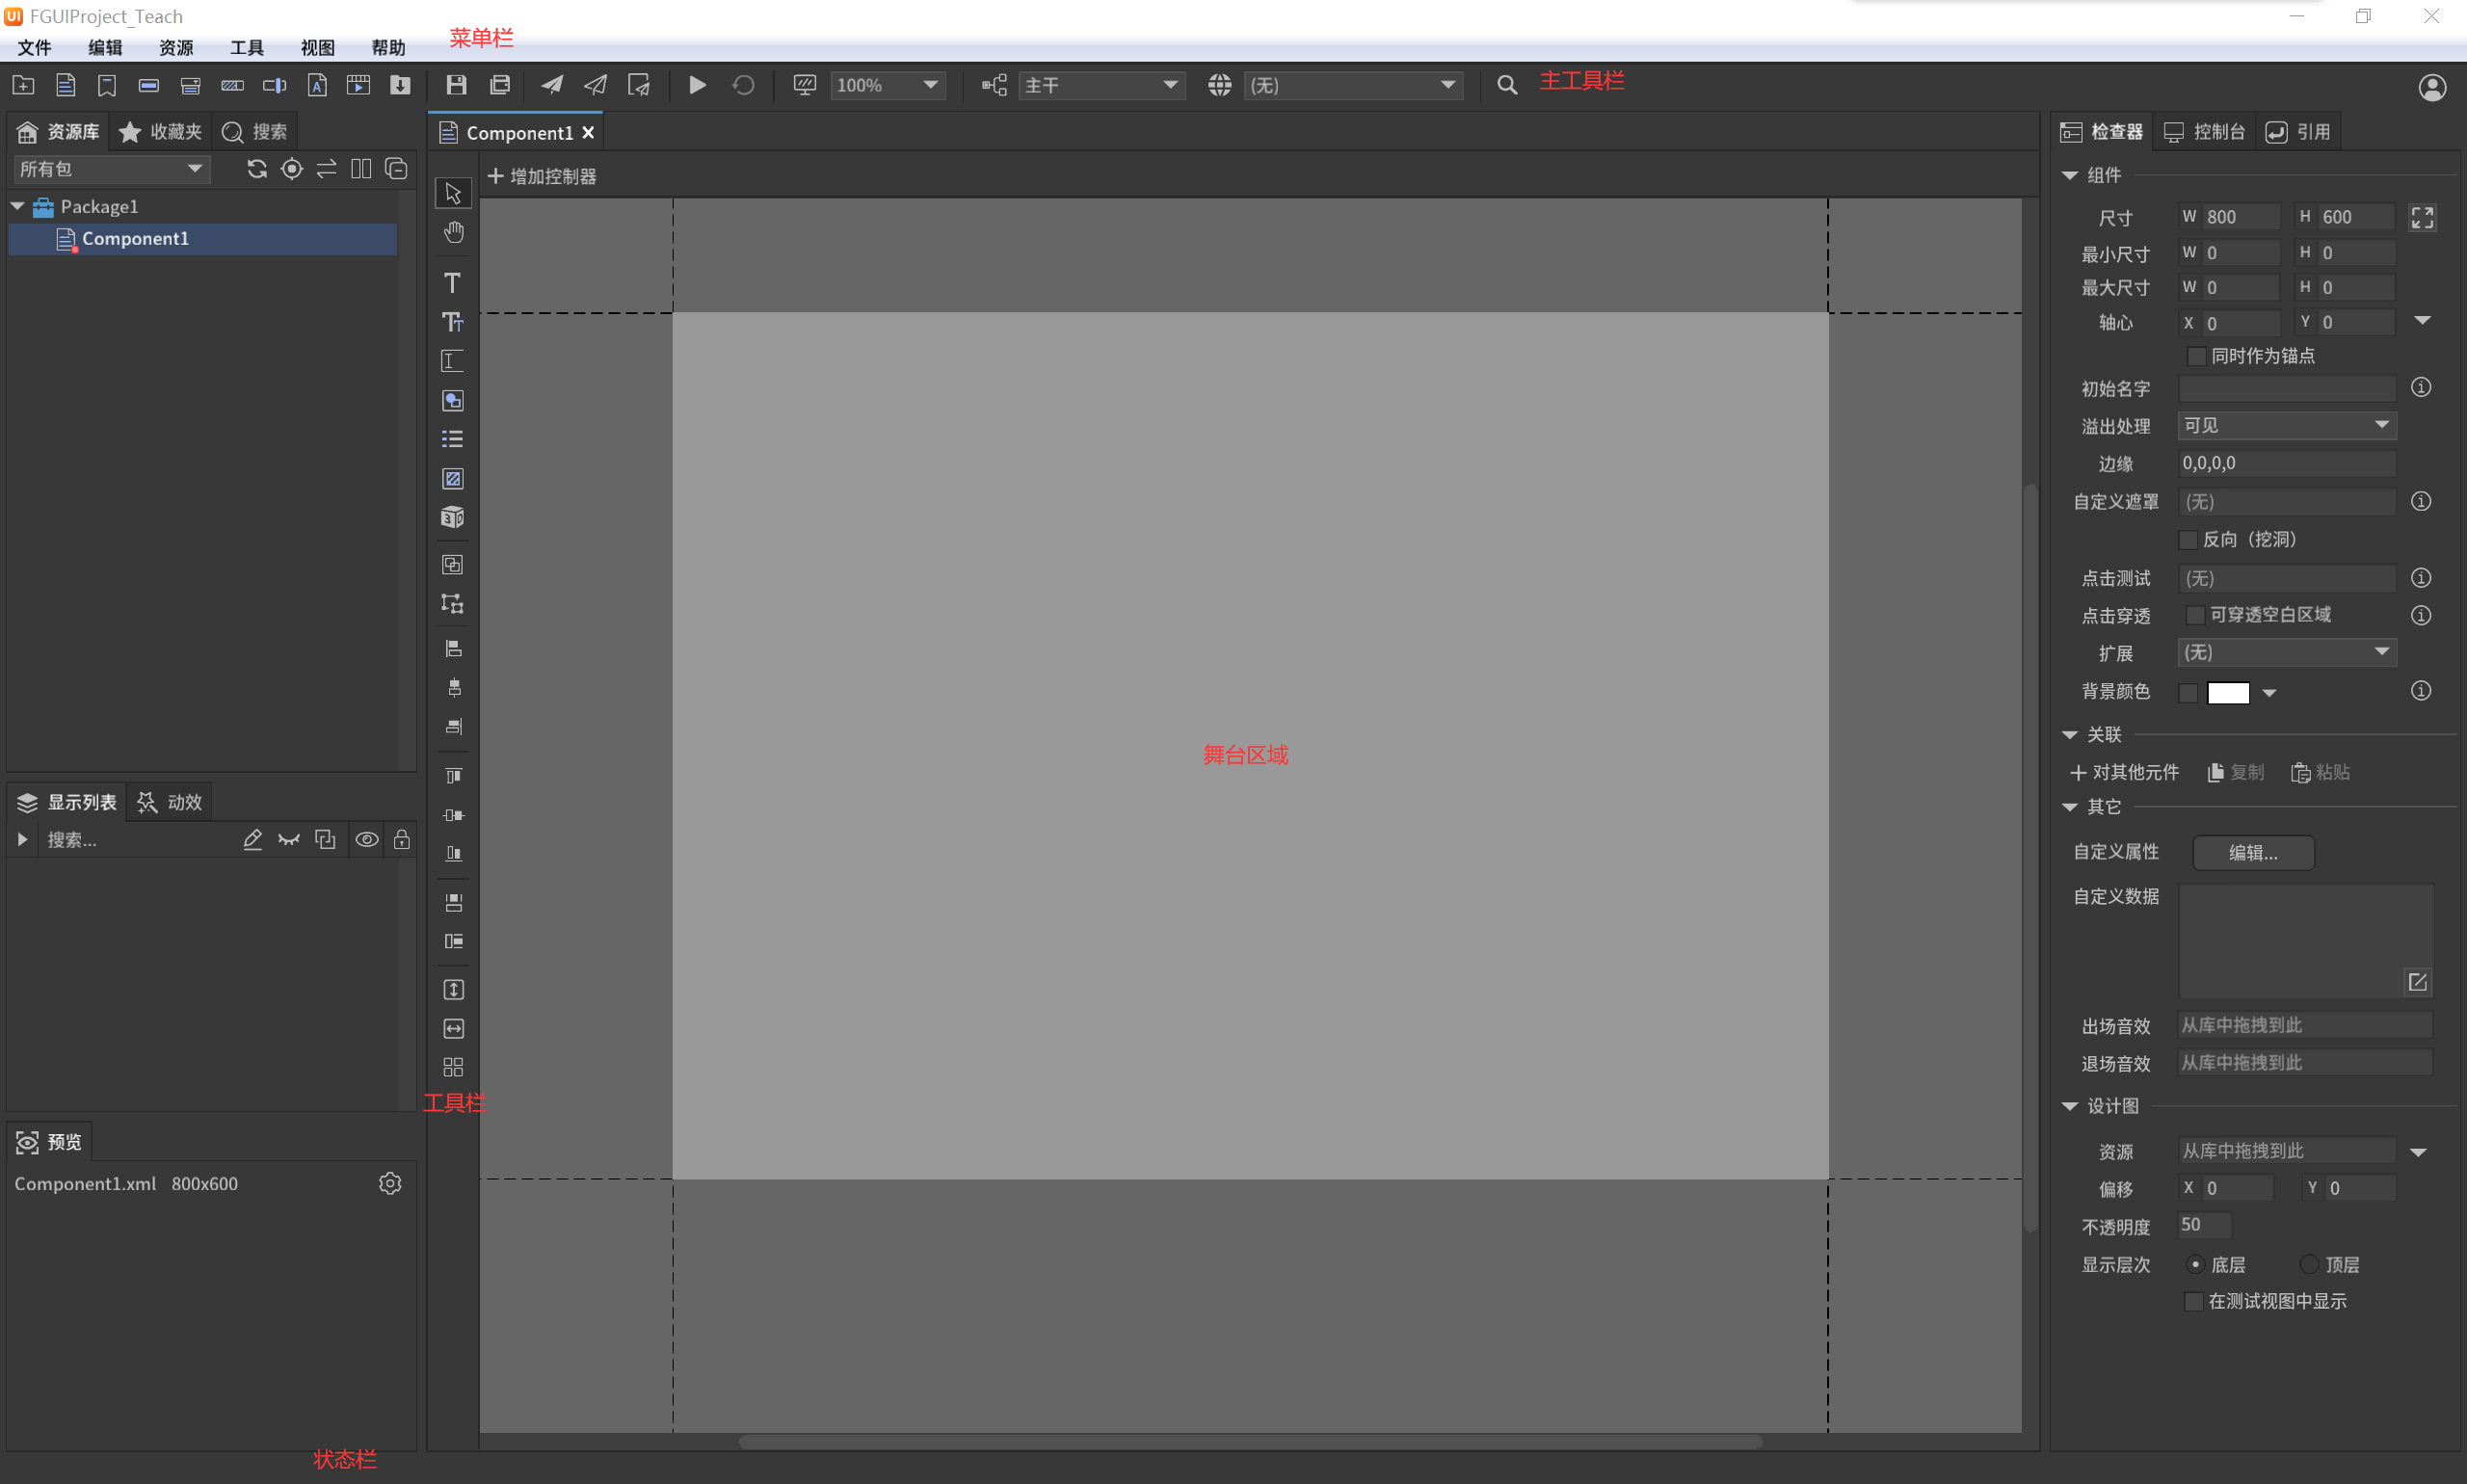 FGUIProject_Teach
文件 编辑 资源 工具 视图 帮助 菜单栏
100% 主干 (无) 主工具栏
资源库 收藏夹 搜索
所有包
Package1
Component1
显示列表 动效
搜索...
预览
Component1.xml 800x600
状态栏
Component1
增加控制器
舞台区域
工具栏
检查器 控制台 引用
组件
尺寸 W 800 H 600
最小尺寸 W 0 H 0
最大尺寸 W 0 H 0
轴心 X 0 Y 0
同时作为锚点
初始名字
溢出处理 可见
边缘 0,0,0,0
自定义遮罩 (无)
反向（挖洞）
点击测试 (无)
点击穿透 可穿透空白区域
扩展 (无)
背景颜色
关联
对其他元件 复制 粘贴
其它
自定义属性 编辑...
自定义数据
出场音效 从库中拖拽到此
退场音效 从库中拖拽到此
设计图
资源 从库中拖拽到此
偏移 X 0 Y 0
不透明度 50
显示层次 底层 顶层
在测试视图中显示